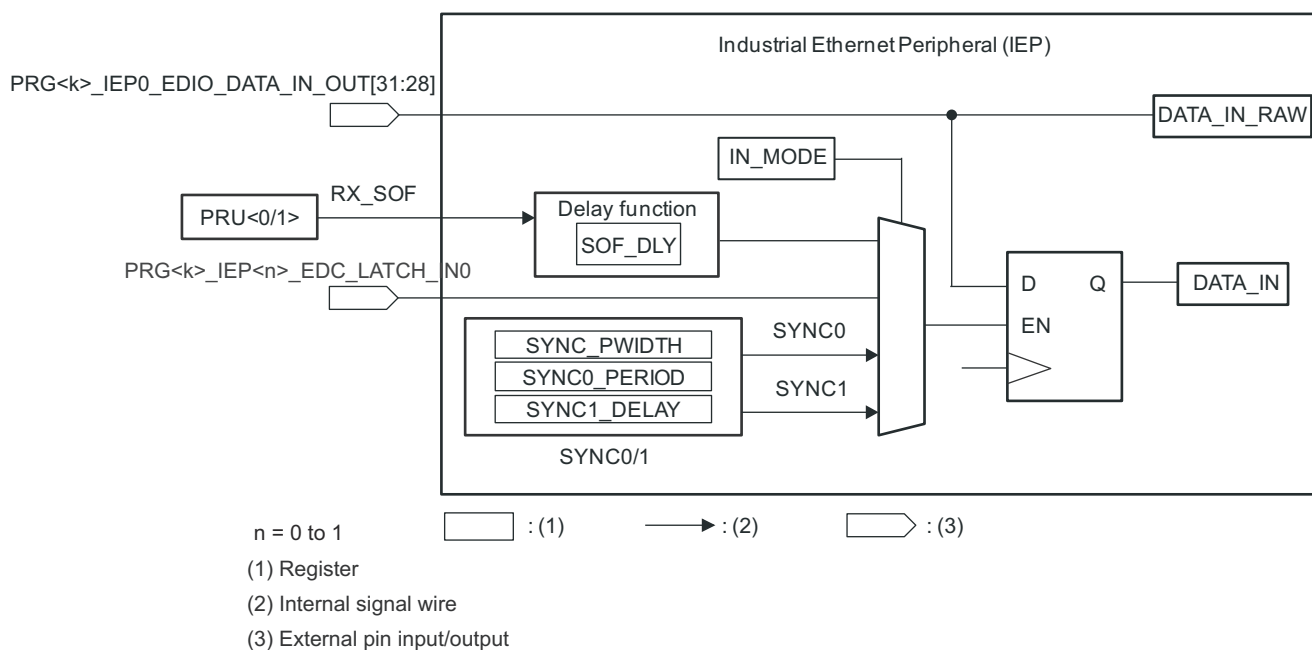 Industrial Ethernet Peripheral (IEP)
PRG<k>_IEP0_EDIO_DATA_IN_OUT[31:28]
DATA_IN_RAW
IN_MODE
RX_SOF
PRU<0/1>
Delay function
SOF_DLY
PRG<k>_IEP<n>_EDC_LATCH_IN0
D
Q
DATA_IN
EN
SYNC_PWIDTH
SYNC0
SYNC0_PERIOD
SYNC1_DELAY
SYNC1
SYNC0/1
n = 0 to 1
: (1)
: (2)
: (3)
(1) Register
(2) Internal signal wire
(3) External pin input/output